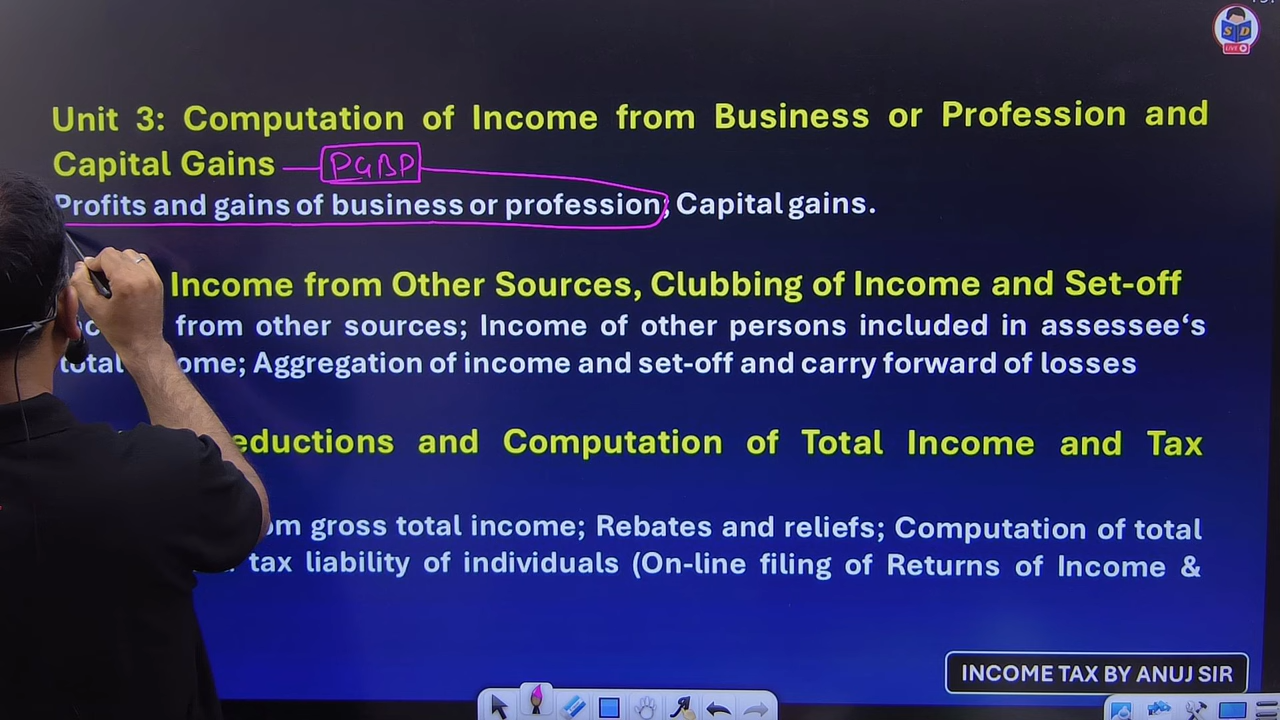 S D
LIVE
Unit 3: Computation of Income from Business or Profession and
Capital Gains PGBP
Profits and gains of business or profession, Capital gains.
Income from Other Sources, Clubbing of Income and Set-off
from other sources; Income of other persons included in assessee‘s
total ome; Aggregation of income and set-off and carry forward of losses
eductions and Computation of Total Income and Tax
om gross total income; Rebates and reliefs; Computation of total
tax liability of individuals (On-line filing of Returns of Income &
INCOME TAX BY ANUJ SIR